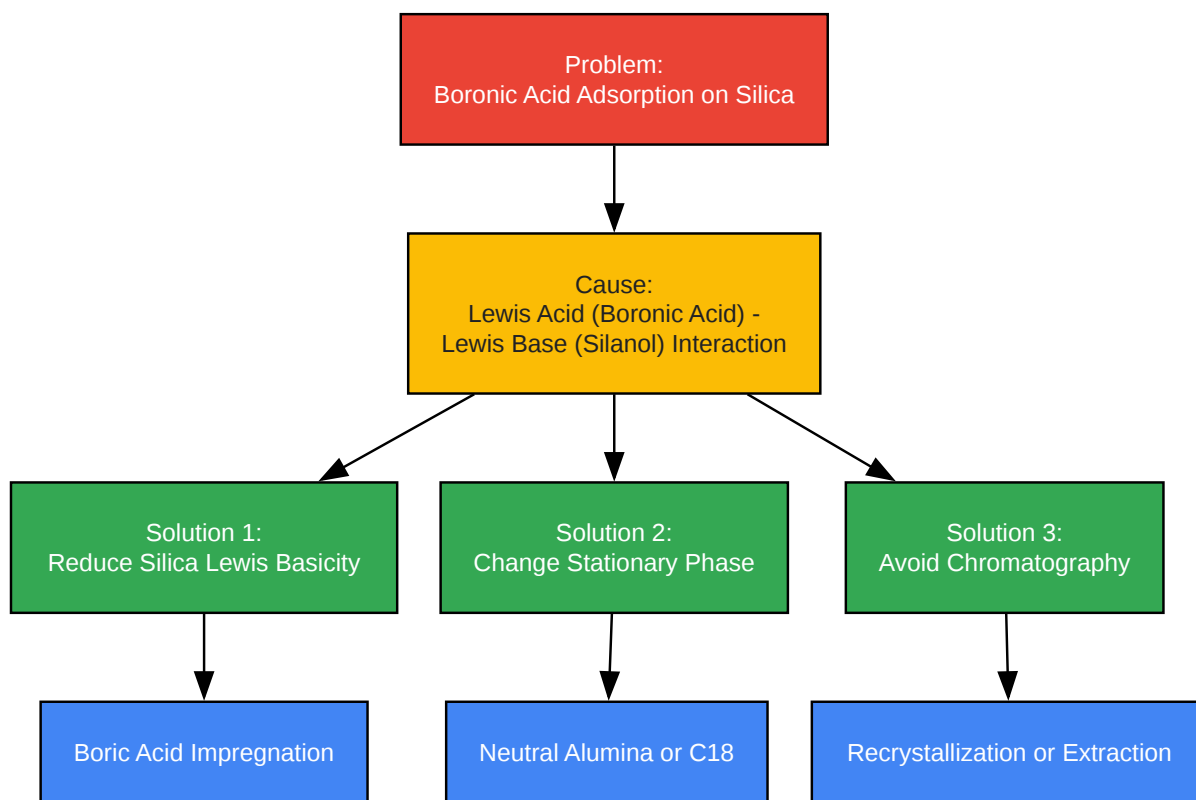 Problem:
Boronic Acid Adsorption on Silica
Cause:
Lewis Acid (Boronic Acid) -
Lewis Base (Silanol) Interaction
Solution 1:
Reduce Silica Lewis Basicity
Solution 2:
Change Stationary Phase
Solution 3:
Avoid Chromatography
Boric Acid Impregnation
Neutral Alumina or C18
Recrystallization or Extraction